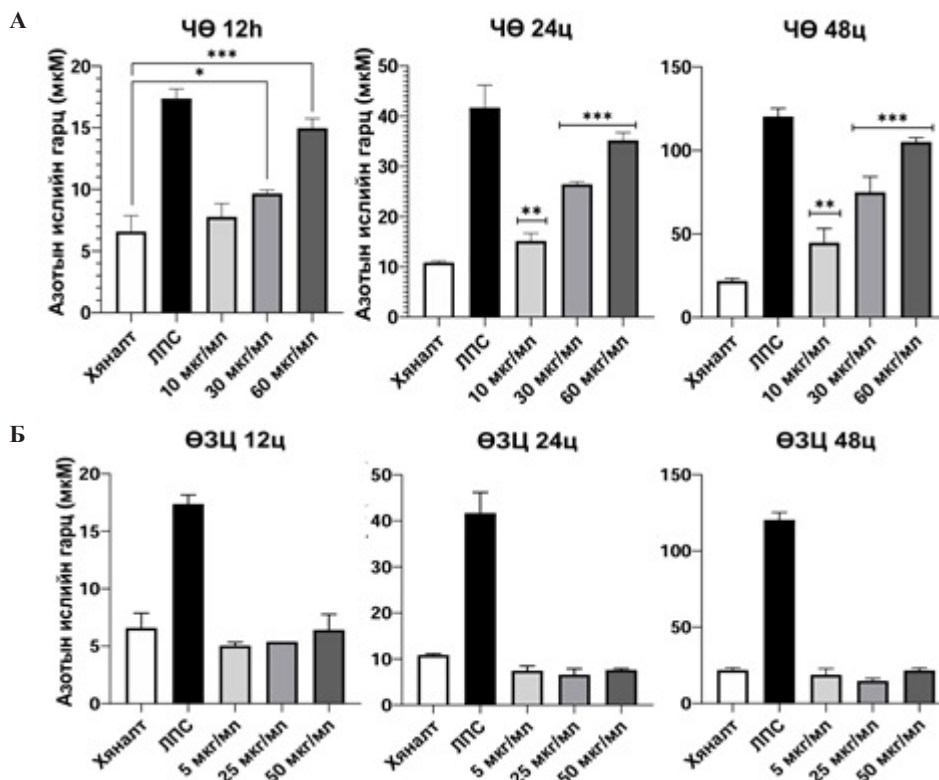 А
ЧӨ 12h
ЧӨ 24ц
ЧӨ 48ц
Азотын ислийн гарц (мкМ)
20
15
10
5
0
***
*
Хяналт
ЛПС
10 мкг/мл
30 мкг/мл
60 мкг/мл
Азотын ислийн гарц (мкМ)
50
40
30
20
10
0
**
***
Хяналт
ЛПС
10 мкг/мл
30 мкг/мл
60 мкг/мл
150
100
50
0
**
***
Хяналт
ЛПС
10 мкг/мл
30 мкг/мл
60 мкг/мл
Б
ӨЗЦ 12ц
ӨЗЦ 24ц
ӨЗЦ 48ц
Азотын ислийн гарц (мкМ)
20
15
10
5
0
Хяналт
ЛПС
5 мкг/мл
25 мкг/мл
50 мкг/мл
50
40
30
20
10
0
Хяналт
ЛПС
5 мкг/мл
25 мкг/мл
50 мкг/мл
150
100
50
0
Хяналт
ЛПС
5 мкг/мл
25 мкг/мл
50 мкг/мл